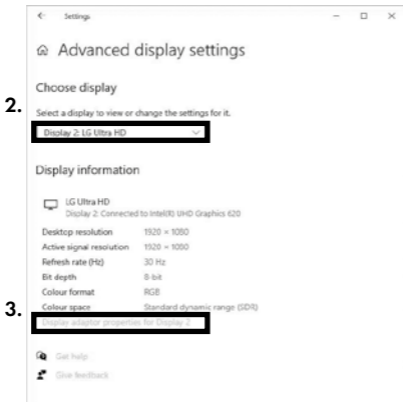 Settings
Advanced display settings
Choose display
2.
Select a display to view or change the settings for it.
Display 2: LG Ultra HD
Display information
LG Ultra HD
Display 2: Connected to Intel(R) UHD Graphics 620
Desktop resolution 1920 × 1080
Active signal resolution 1920 × 1080
Refresh rate (Hz) 30 Hz
Bit depth 8-bit
Colour format RGB
Colour space Standard dynamic range (SDR)
3.
Display adaptor properties for Display 2
Get help
Give feedback